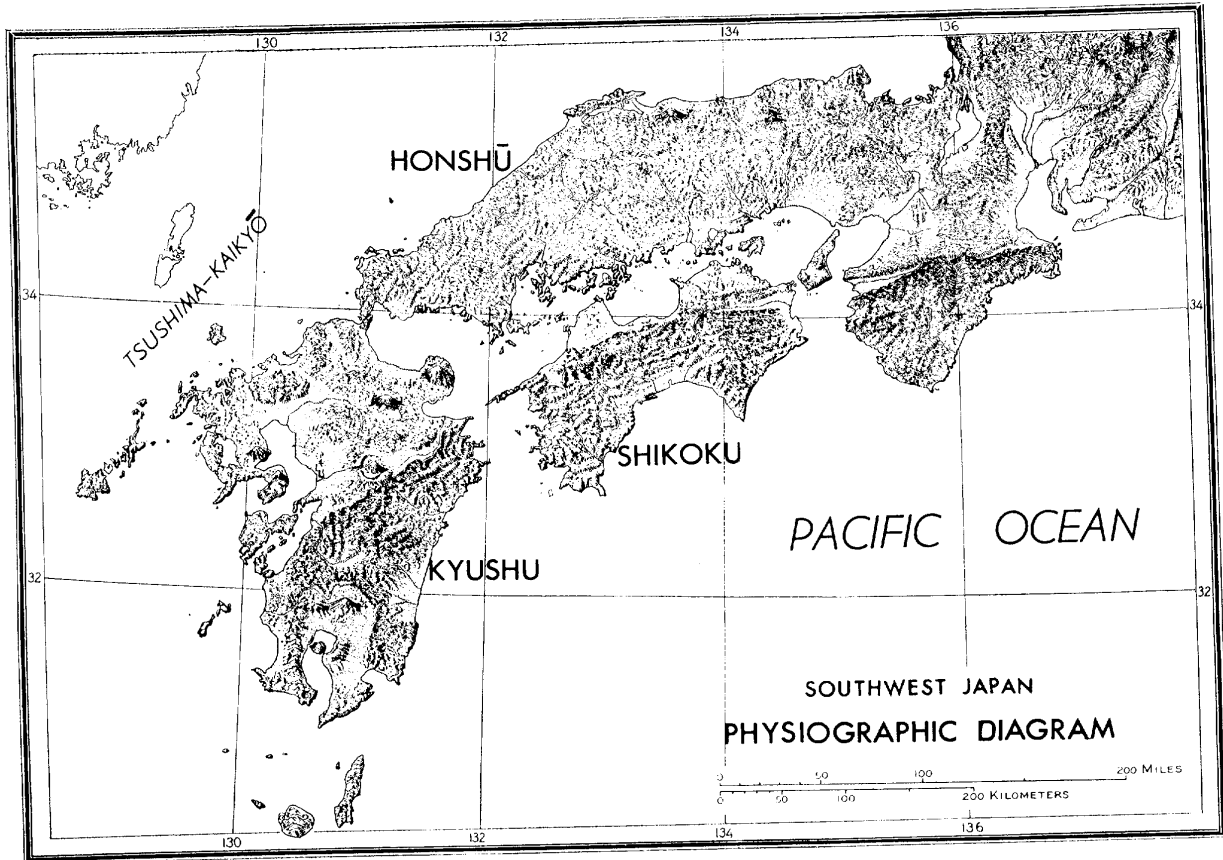 130 132 134 136
HONSHŪ
TSUSHIMA-KAIKYŌ
34 34
SHIKOKU
PACIFIC OCEAN
KYUSHU
32 32
SOUTHWEST JAPAN
PHYSIOGRAPHIC DIAGRAM
0 50 100 200 MILES
0 50 100 200 KILOMETERS
130 132 134 136